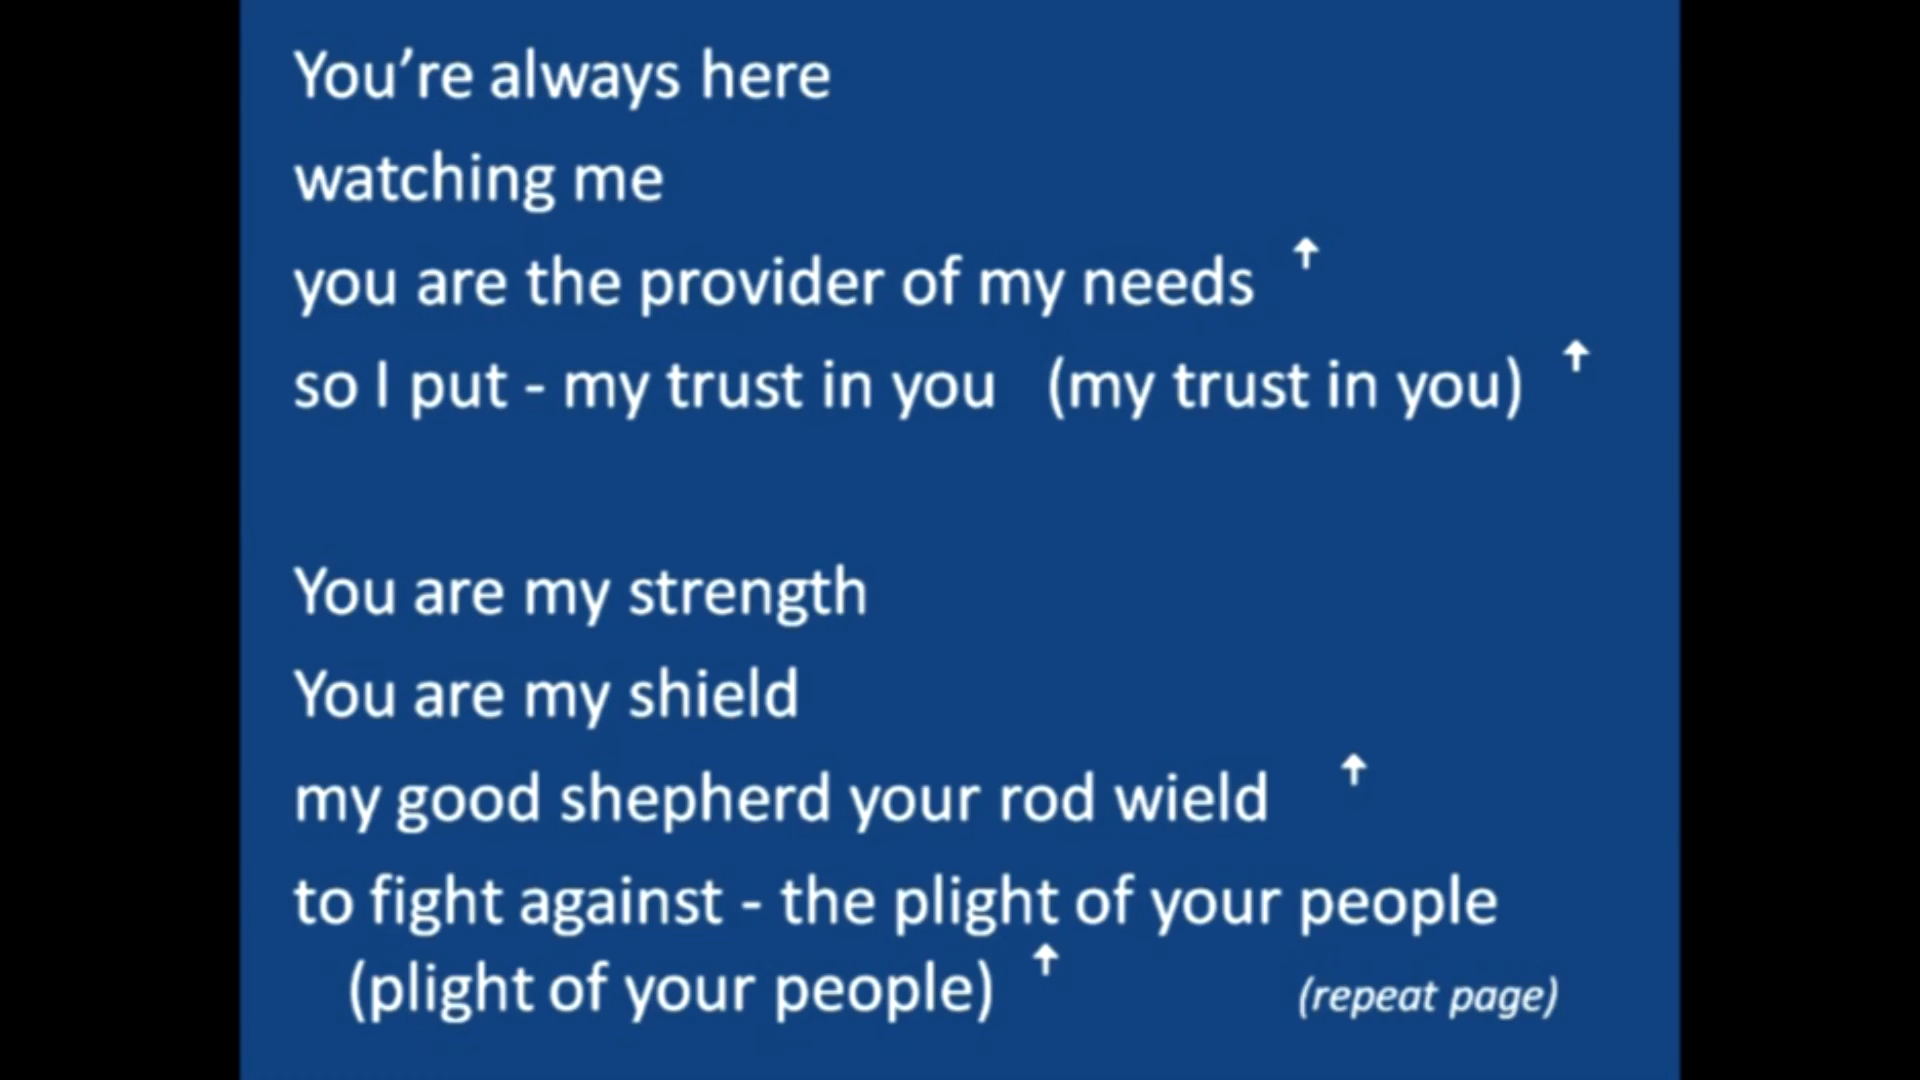 You’re always here
watching me
you are the provider of my needs ↑
so I put - my trust in you (my trust in you) ↑
You are my strength
You are my shield
my good shepherd your rod wield ↑
to fight against - the plight of your people
(plight of your people) ↑ (repeat page)